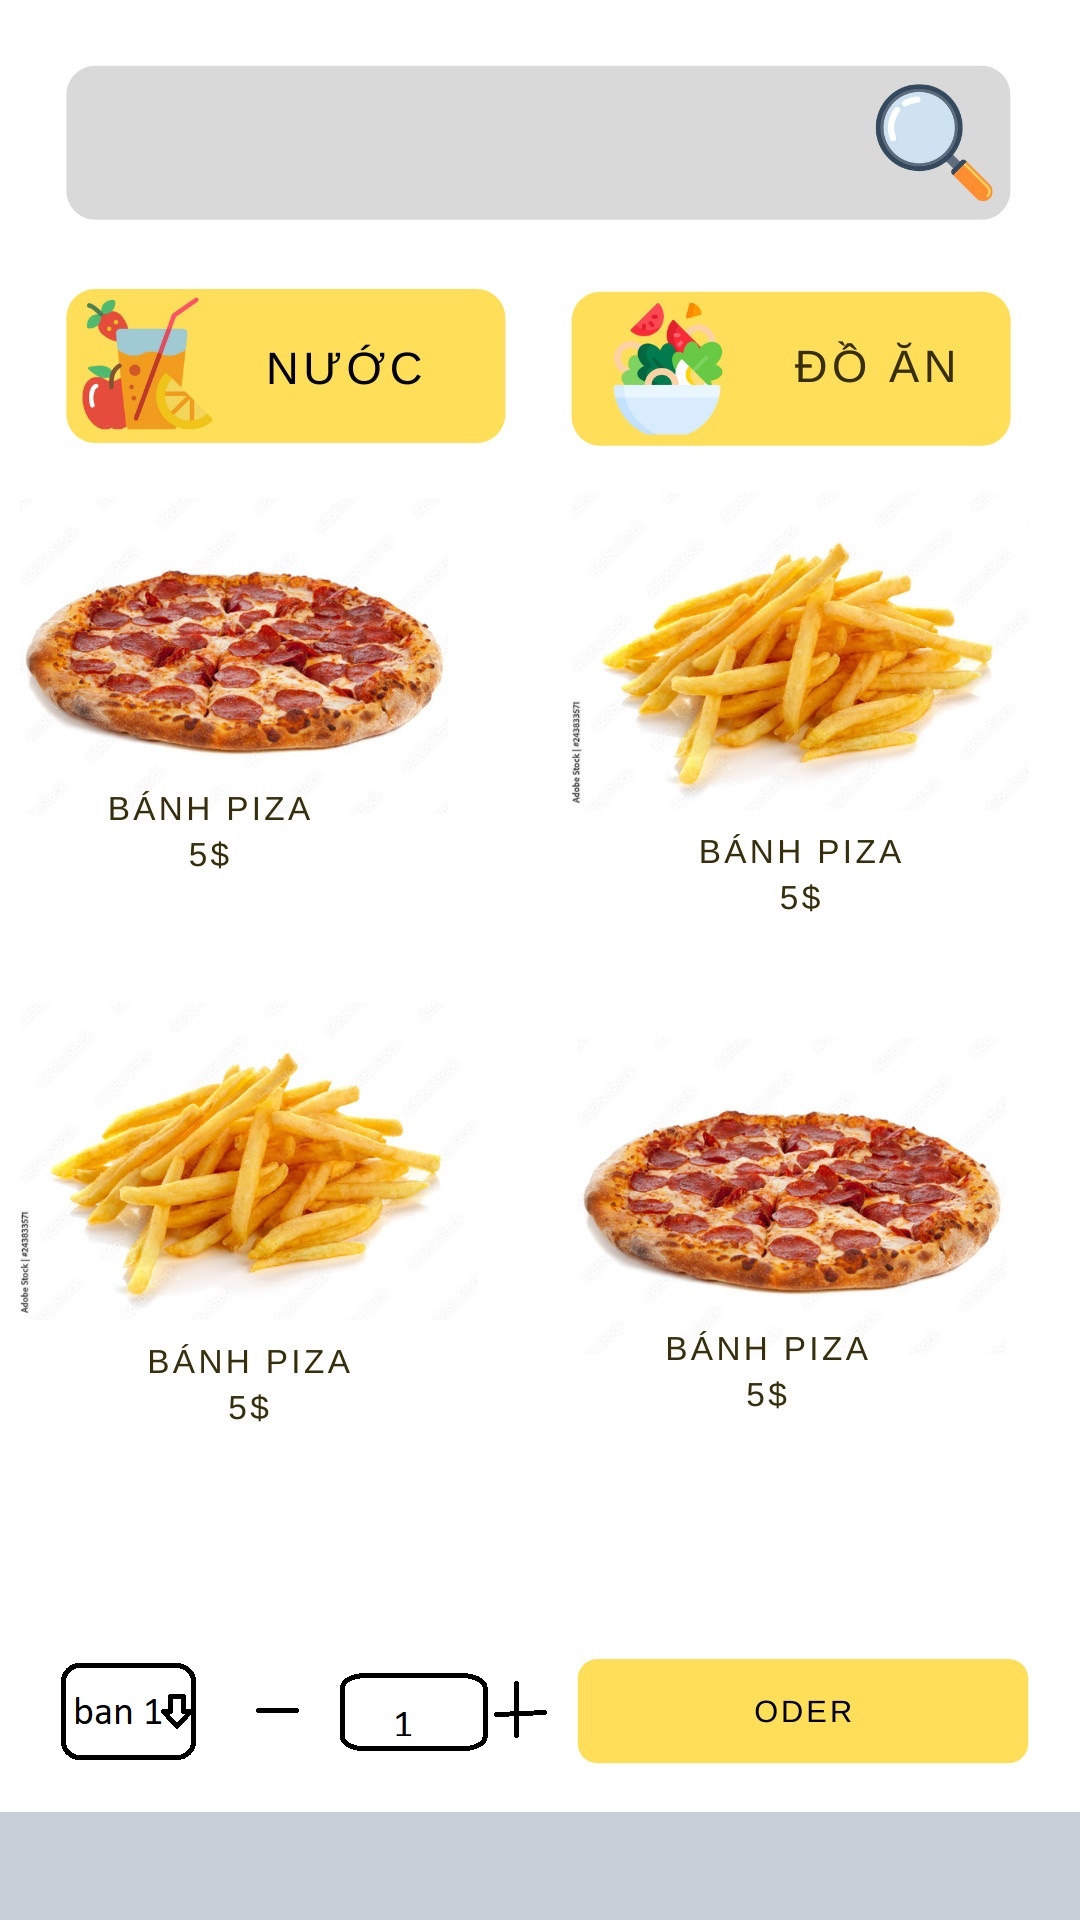 NƯỚC
ĐỒ ĂN
BÁNH PIZA
5$
Adobe Stock | #243833571
BÁNH PIZA
5$
Adobe Stock | #243833571
BÁNH PIZA
5$
BÁNH PIZA
5$
ban 1
1
ODER